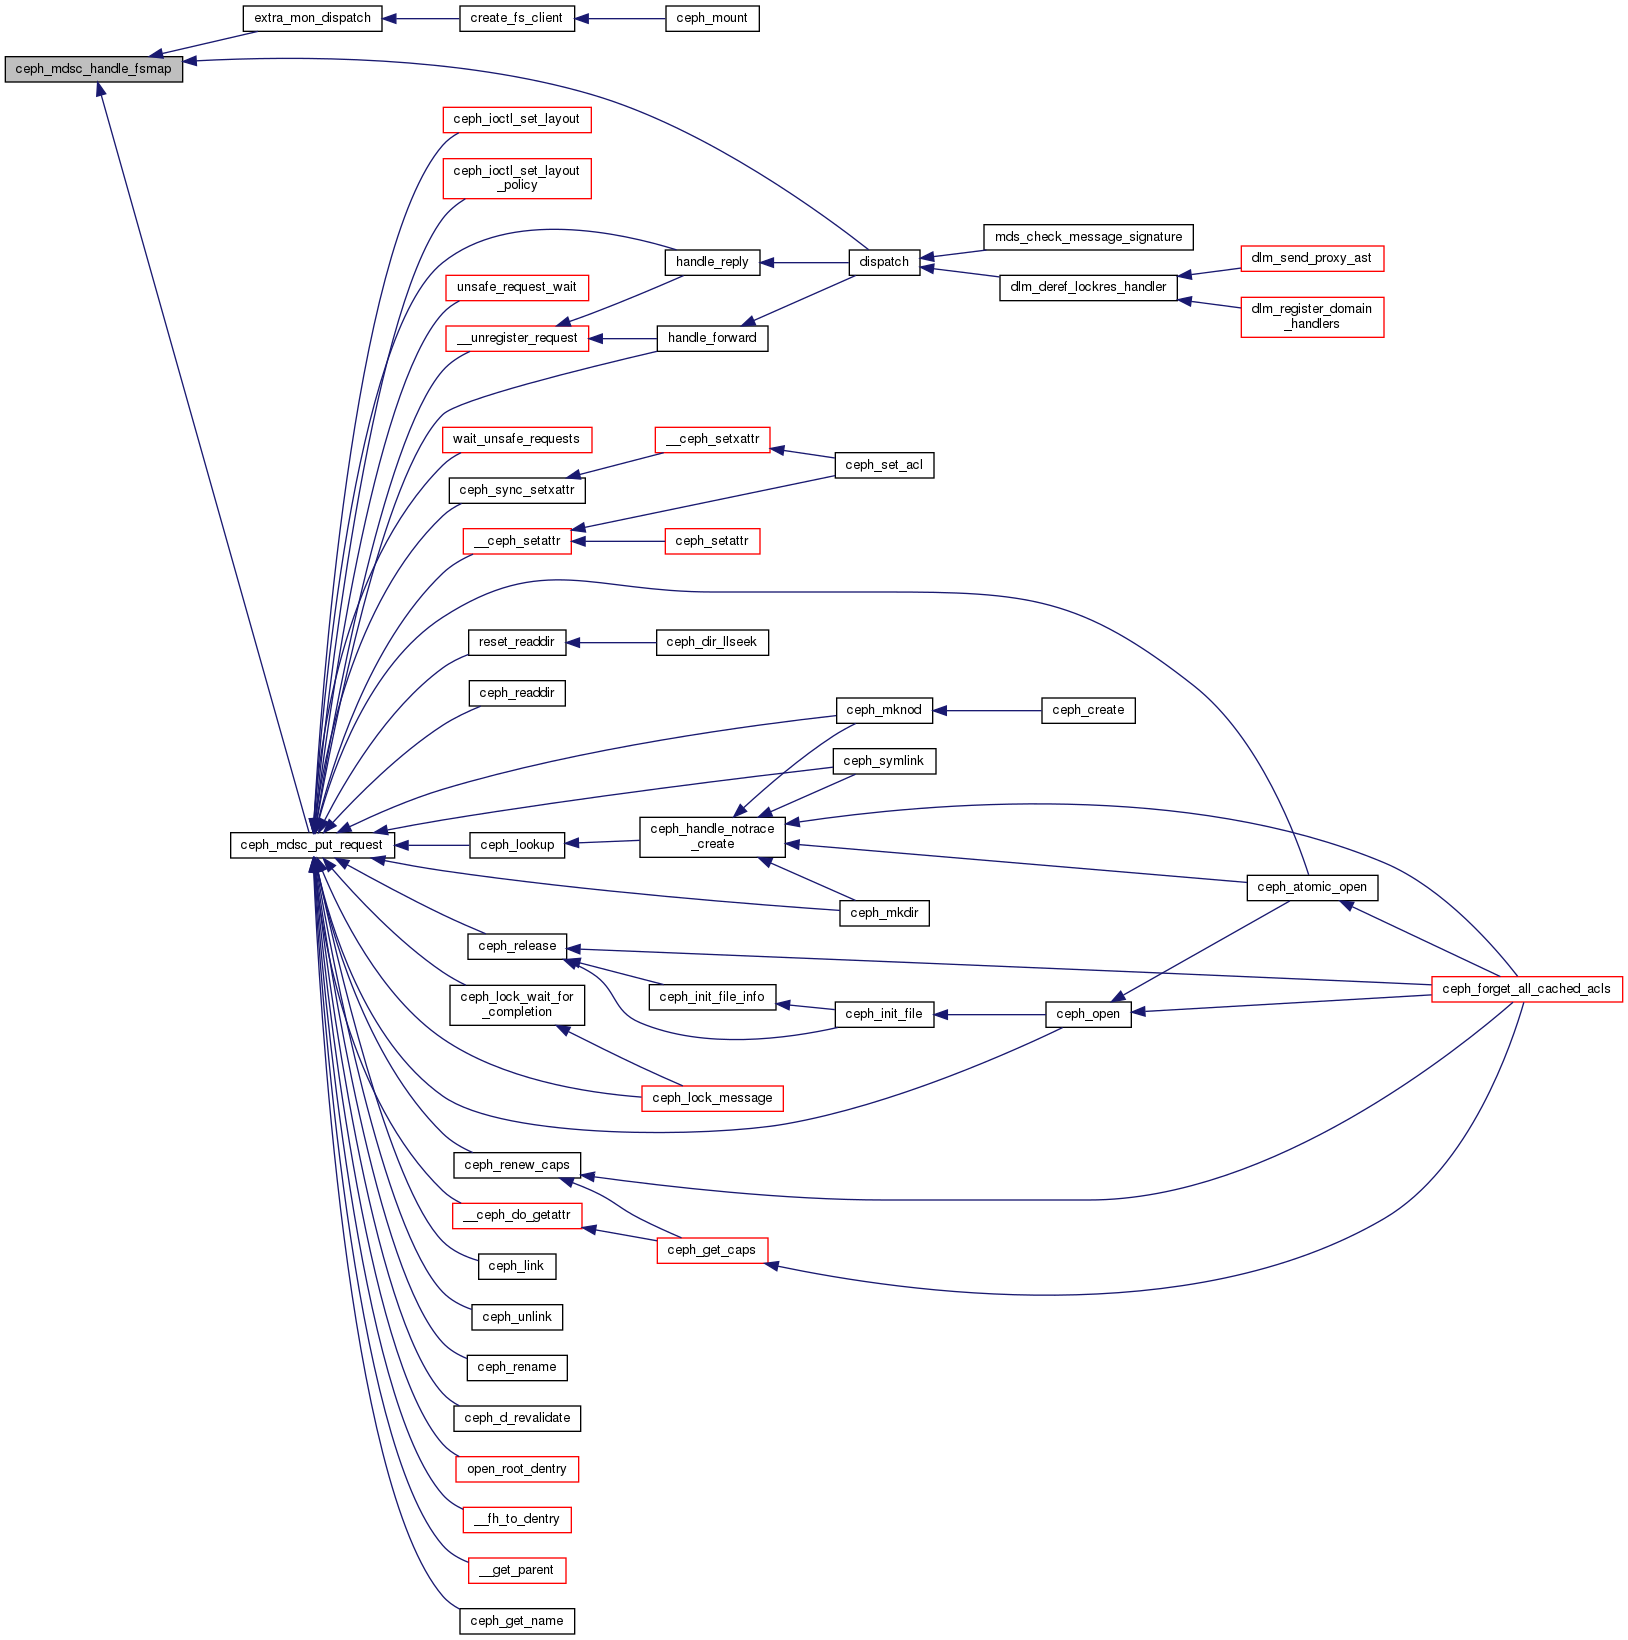 extra_mon_dispatch
create_fs_client
ceph_mount
ceph_mdsc_handle_fsmap
ceph_ioctl_set_layout
ceph_ioctl_set_layout
_policy
mds_check_message_signature
handle_reply
dispatch
dlm_send_proxy_ast
unsafe_request_wait
dlm_deref_lockres_handler
dlm_register_domain
_handlers
__unregister_request
handle_forward
wait_unsafe_requests
__ceph_setxattr
ceph_set_acl
ceph_sync_setxattr
__ceph_setattr
ceph_setattr
reset_readdir
ceph_dir_llseek
ceph_readdir
ceph_mknod
ceph_create
ceph_symlink
ceph_handle_notrace
_create
ceph_mdsc_put_request
ceph_lookup
ceph_atomic_open
ceph_mkdir
ceph_release
ceph_forget_all_cached_acls
ceph_lock_wait_for
_completion
ceph_init_file_info
ceph_init_file
ceph_open
ceph_lock_message
ceph_renew_caps
__ceph_do_getattr
ceph_get_caps
ceph_link
ceph_unlink
ceph_rename
ceph_d_revalidate
open_root_dentry
__fh_to_dentry
__get_parent
ceph_get_name